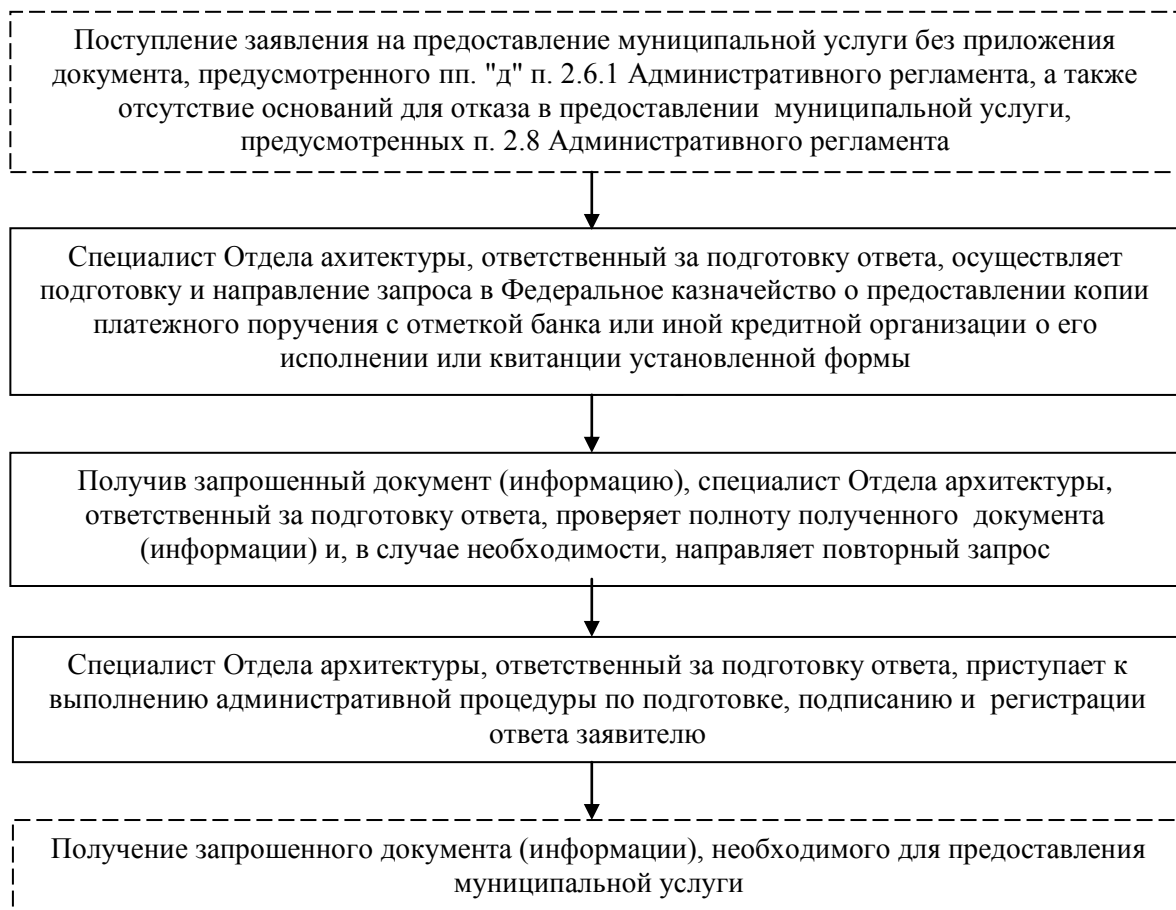 Поступление заявления на предоставление муниципальной услуги без приложения
документа, предусмотренного пп. "д" п. 2.6.1 Административного регламента, а также
отсутствие оснований для отказа в предоставлении муниципальной услуги,
предусмотренных п. 2.8 Административного регламента
Специалист Отдела ахитектуры, ответственный за подготовку ответа, осуществляет
подготовку и направление запроса в Федеральное казначейство о предоставлении копии
платежного поручения с отметкой банка или иной кредитной организации о его
исполнении или квитанции установленной формы
Получив запрошенный документ (информацию), специалист Отдела архитектуры,
ответственный за подготовку ответа, проверяет полноту полученного документа
(информации) и, в случае необходимости, направляет повторный запрос
Специалист Отдела архитектуры, ответственный за подготовку ответа, приступает к
выполнению административной процедуры по подготовке, подписанию и регистрации
ответа заявителю
Получение запрошенного документа (информации), необходимого для предоставления
муниципальной услуги